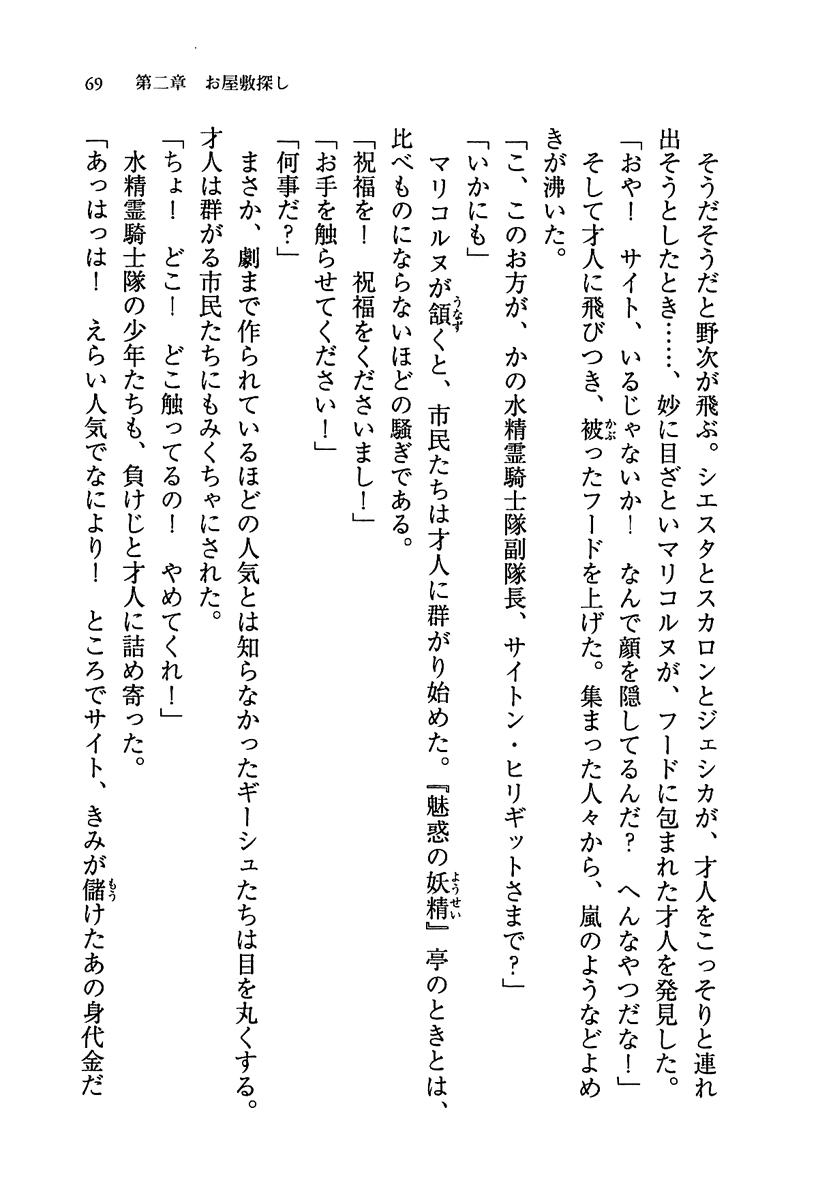 69　第二章　お屋敷探し
　そうだそうだと野次が飛ぶ。シエスタとスカロンとジェシカが、才人をこっそりと連れ
出そうとしたとき……、妙に目ざといマリコルヌが、フードに包まれた才人を発見した。
「おや！　サイト、いるじゃないか！　なんで顔を隠してるんだ？　へんなやつだな！」
　そして才人に飛びつき、被ったフードを上げた。集まった人々から、嵐のようなどよめ
きが沸いた。
「こ、このお方が、かの水精霊騎士隊副隊長、サイトン・ヒリギットさまで？」
「いかにも」
　マリコルヌが頷くと、市民たちは才人に群がり始めた。『魅惑の妖精』亭のときとは、
比べものにならないほどの騒ぎである。
「祝福を！　祝福をくださいまし！」
「お手を触らせてください！」
「何事だ？」
　まさか、劇まで作られているほどの人気とは知らなかったギーシュたちは目を丸くする。
才人は群がる市民たちにもみくちゃにされた。
「ちょ！　どこ！　どこ触ってるの！　やめてくれ！」
　水精霊騎士隊の少年たちも、負けじと才人に詰め寄った。
「あっはっは！　えらい人気でなにより！　ところでサイト、きみが儲けたあの身代金だ